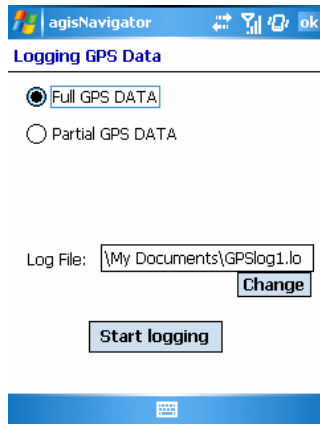 agisNavigator ok
Logging GPS Data
Full GPS DATA
Partial GPS DATA
Log File: \My Documents\GPSlog1.lo
Change
Start logging